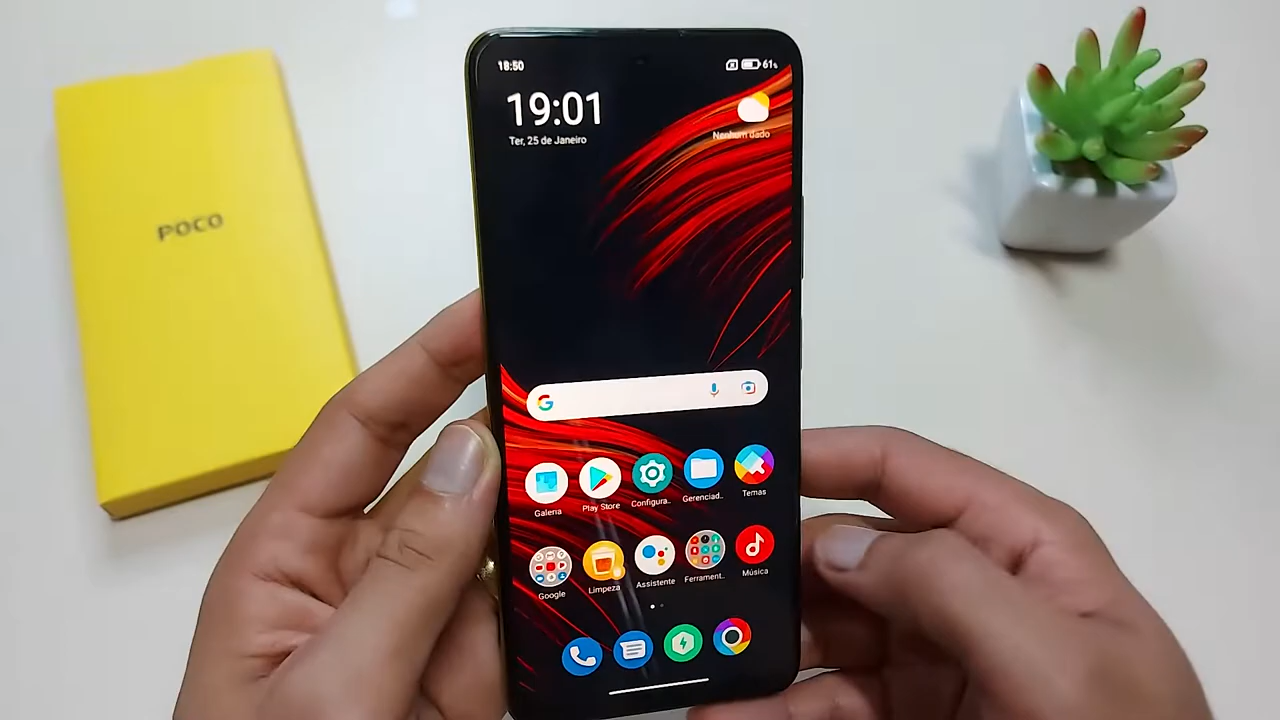 POCO
18:50
61%
19:01
Ter, 25 de Janeiro
Nenhum dado
Galeria
Play Store
Configura..
Gerenciad..
Temas
Google
Limpeza
Assistente
Ferrament..
Música